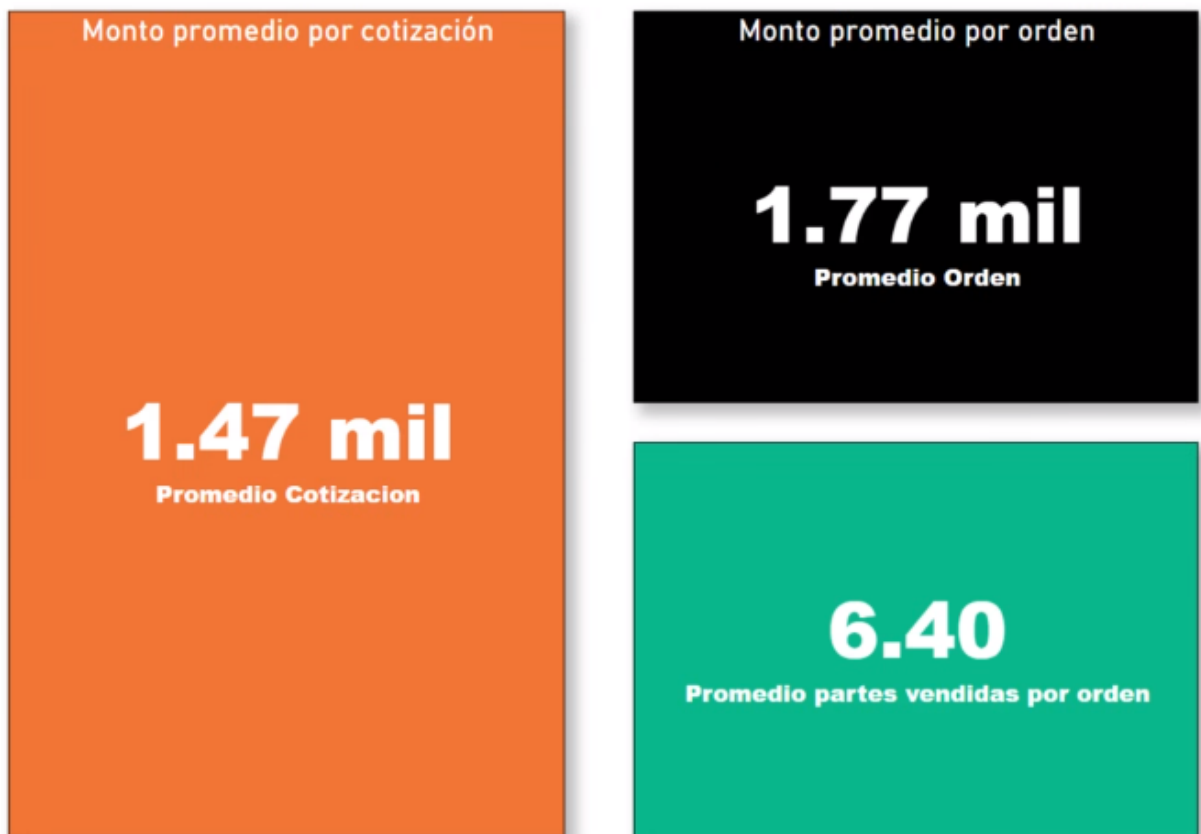 Monto promedio por cotización
1.47 mil
Promedio Cotizacion
Monto promedio por orden
1.77 mil
Promedio Orden
6.40
Promedio partes vendidas por orden